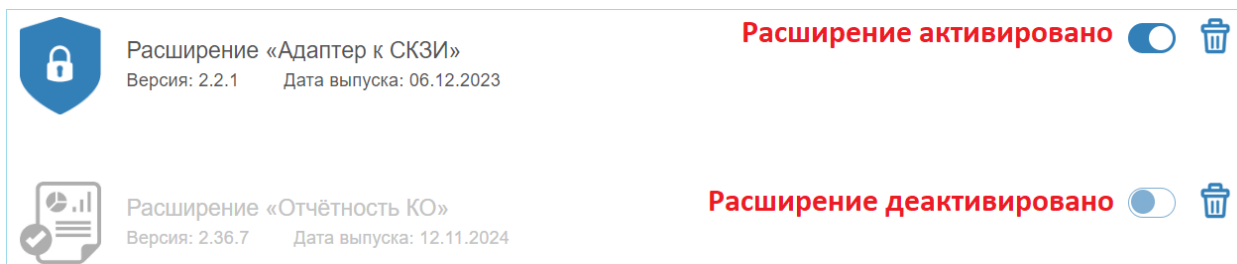 Расширение «Адаптер к СКЗИ» Расширение активировано
Версия: 2.2.1 Дата выпуска: 06.12.2023
Расширение «Отчётность КО» Расширение деактивировано
Версия: 2.36.7 Дата выпуска: 12.11.2024